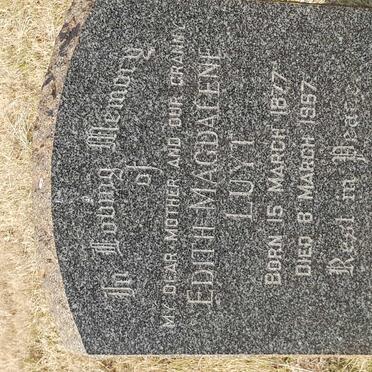 In Loving Memory
of
MY DEAR MOTHER AND OUR GRANNY
EDITH MAGDALENE
LUYT
BORN 15 MARCH 1877
DIED 8 MARCH 1957
Rest in Peace